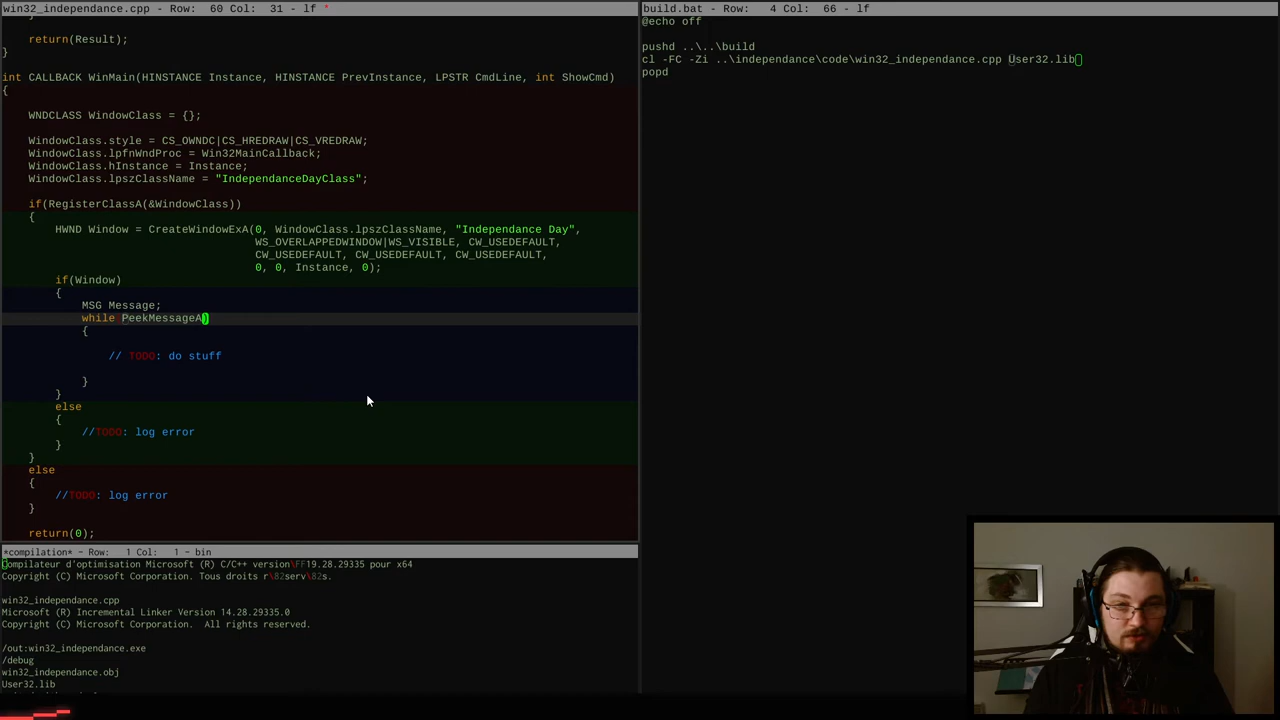 win32_independance.cpp - Row:  60 Col:  31 - lf *
}
return(Result);
}
int CALLBACK WinMain(HINSTANCE Instance, HINSTANCE PrevInstance, LPSTR CmdLine, int ShowCmd)
{
WNDCLASS WindowClass = {};
WindowClass.style = CS_OWNDC|CS_HREDRAW|CS_VREDRAW;
WindowClass.lpfnWndProc = Win32MainCallback;
WindowClass.hInstance = Instance;
WindowClass.lpszClassName = "IndependanceDayClass";
if(RegisterClassA(&WindowClass))
{
HWND Window = CreateWindowExA(0, WindowClass.lpszClassName, "Independance Day",
WS_OVERLAPPEDWINDOW|WS_VISIBLE, CW_USEDEFAULT,
CW_USEDEFAULT, CW_USEDEFAULT, CW_USEDEFAULT,
0, 0, Instance, 0);
if(Window)
{
MSG Message;
while PeekMessageA)
{
// TODO: do stuff
}
}
else
{
//TODO: log error
}
}
else
{
//TODO: log error
}
return(0);
*compilation* - Row:   1 Col:   1 - bin
Compilateur d'optimisation Microsoft (R) C/C++ version\FF19.28.29335 pour x64
Copyright (C) Microsoft Corporation. Tous droits r\82serv\82s.
win32_independance.cpp
Microsoft (R) Incremental Linker Version 14.28.29335.0
Copyright (C) Microsoft Corporation.  All rights reserved.
/out:win32_independance.exe
/debug
win32_independance.obj
User32.lib
build.bat - Row:   4 Col:  66 - lf
@echo off
pushd ..\..\build
cl -FC -Zi ..\independance\code\win32_independance.cpp User32.lib
popd